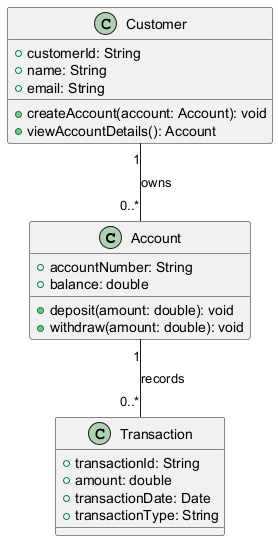 C Customer
customerId: String
name: String
email: String
createAccount(account: Account): void
viewAccountDetails(): Account
1
owns
0..*
C Account
accountNumber: String
balance: double
deposit(amount: double): void
withdraw(amount: double): void
1
records
0..*
C Transaction
transactionId: String
amount: double
transactionDate: Date
transactionType: String